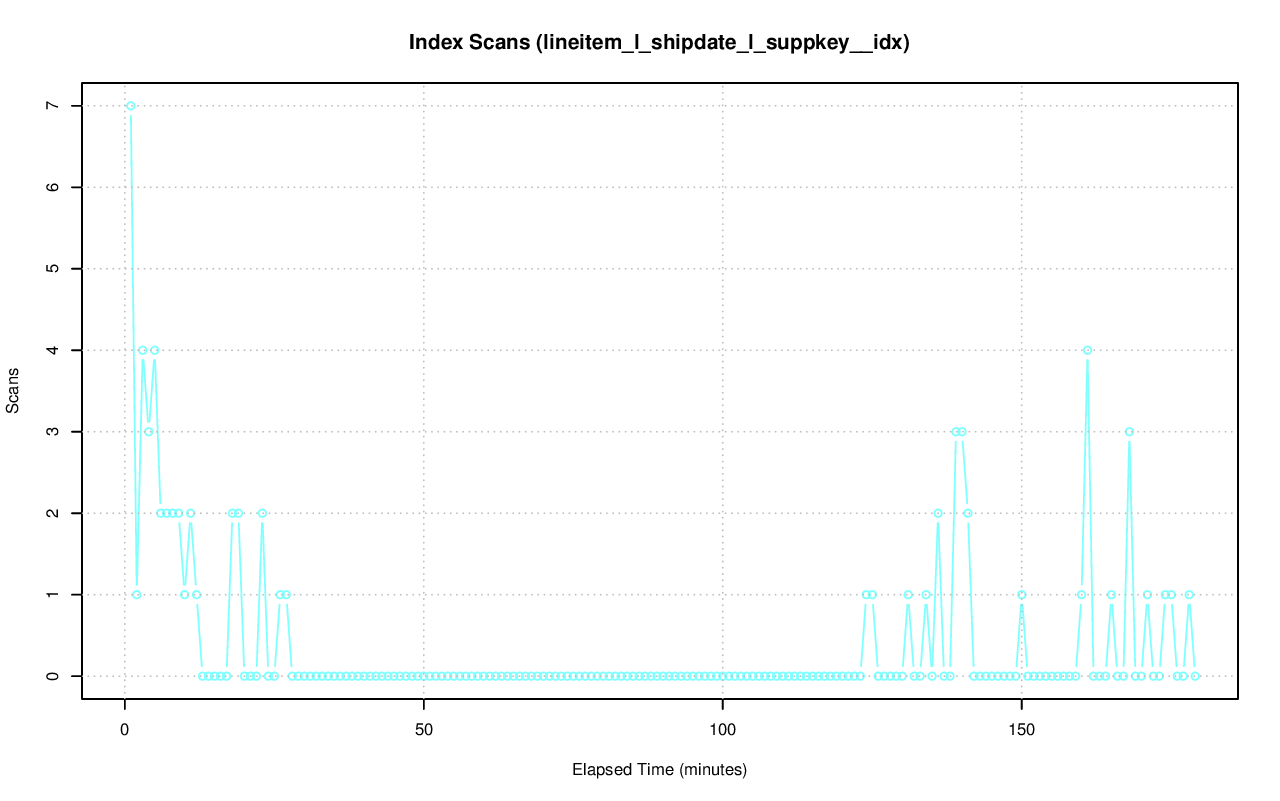 Index Scans (lineitem_l_shipdate_l_suppkey__idx)
7
6
5
4
3
2
1
0
Scans
0 50 100 150
Elapsed Time (minutes)